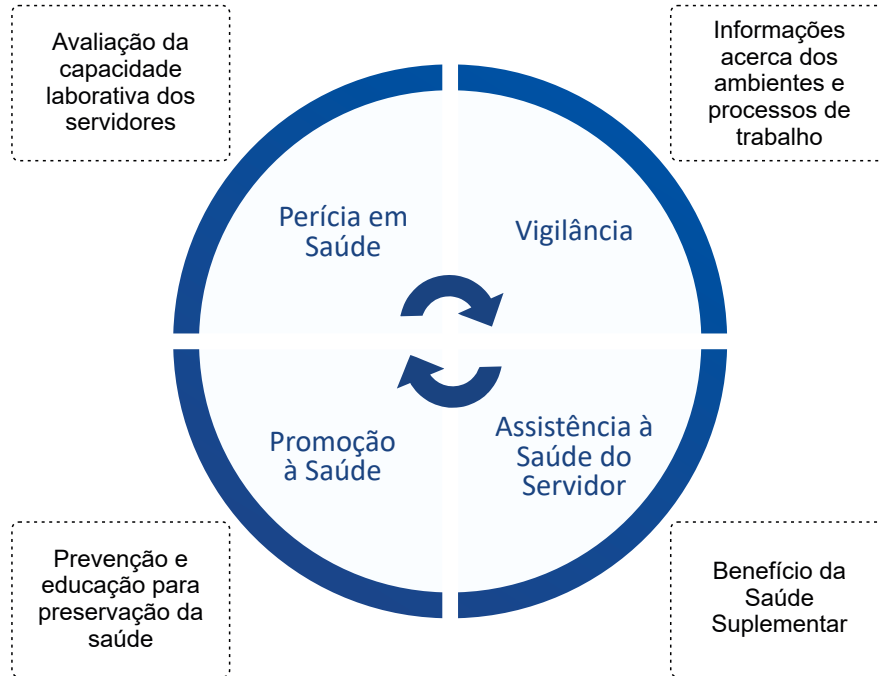 Avaliação da
capacidade
laborativa dos
servidores
Informações
acerca dos
ambientes e
processos de
trabalho
Perícia em
Saúde
Vigilância
Promoção
à Saúde
Assistência à
Saúde do
Servidor
Prevenção e
educação para
preservação da
saúde
Benefício da
Saúde
Suplementar